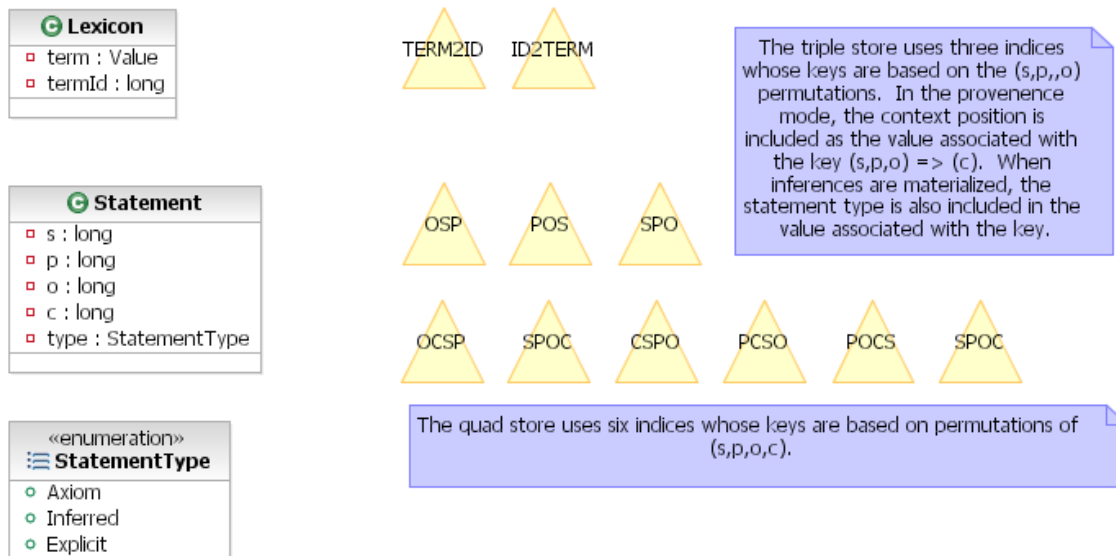 Lexicon
term : Value
termId : long
TERM2ID
ID2TERM
The triple store uses three indices
whose keys are based on the (s,p,,o)
permutations. In the provenence
mode, the context position is
included as the value associated with
the key (s,p,o) => (c). When
inferences are materialized, the
statement type is also included in the
value associated with the key.
Statement
s : long
p : long
o : long
c : long
type : StatementType
OSP
POS
SPO
OCSP
SPOC
CSPO
PCSO
POCS
SPOC
The quad store uses six indices whose keys are based on permutations of
(s,p,o,c).
«enumeration»
StatementType
Axiom
Inferred
Explicit